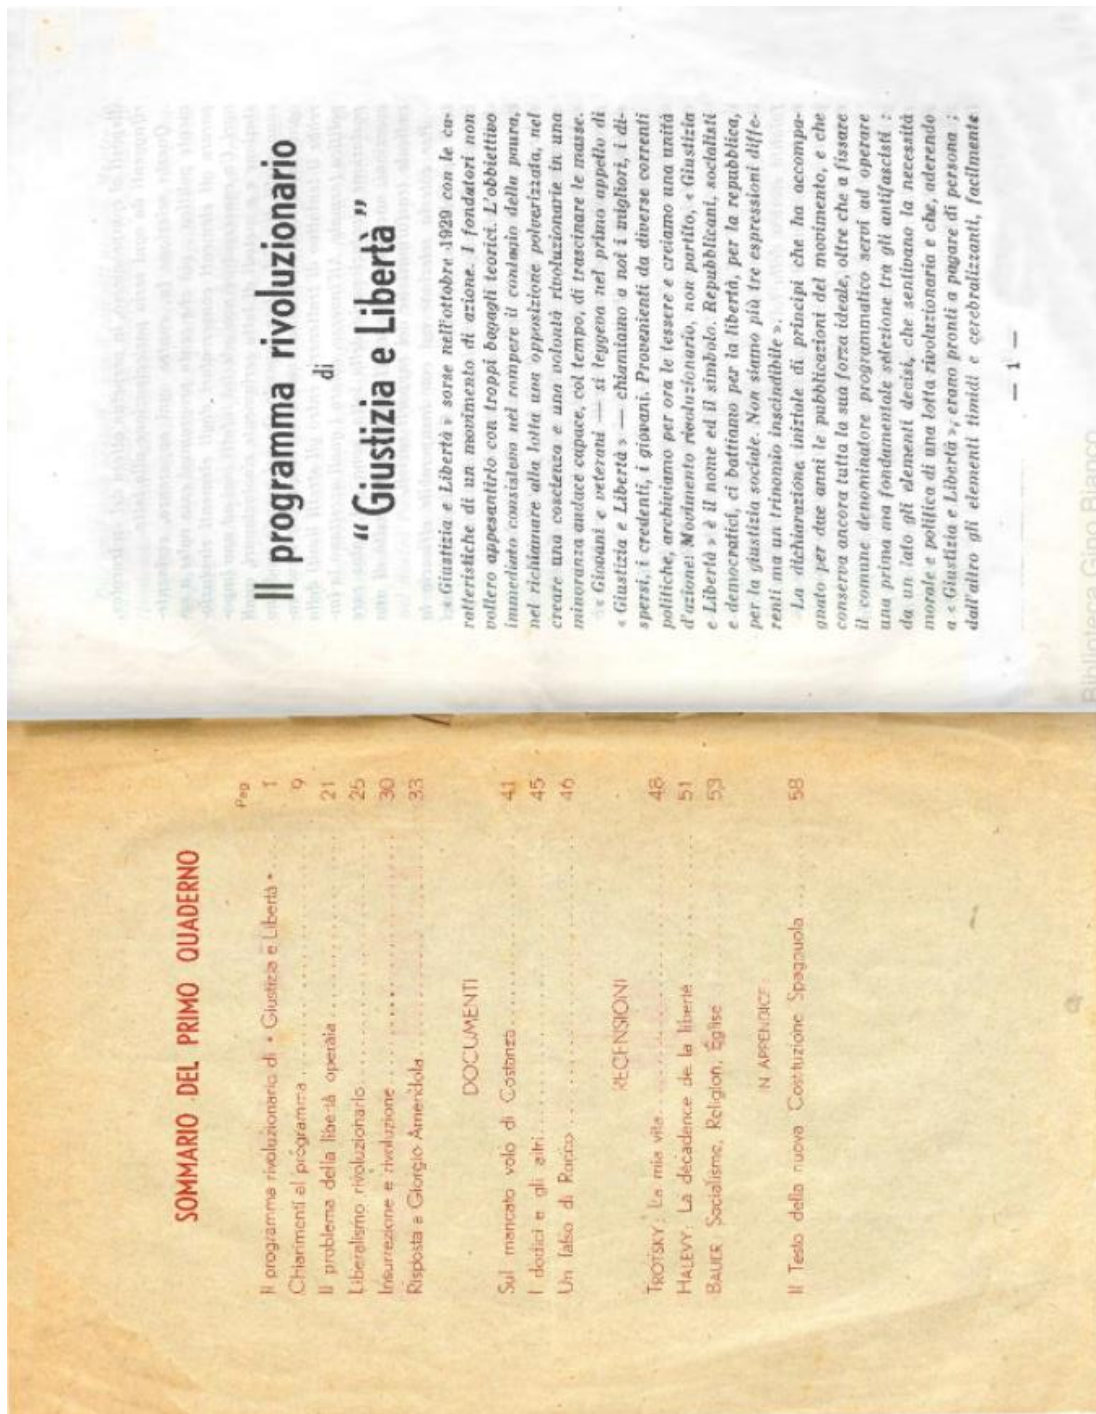 SOMMARIO DEL PRIMO QUADERNO
Pag
Il programma rivoluzionario di « Giustizia e Libertà » .... 1
Chiarimenti al programma .................... 9
Il problema della libertà operaia .................... 21
Liberalismo rivoluzionario .................... 25
Insurrezione e rivoluzione .................... 30
Risposta a Giorgio Amendola .................... 33
DOCUMENTI
Sul mancato volo di Costanza .................... 41
I dodici e gli altri .................... 45
Un falso di Rocco .................... 46
RECENSIONI
TROTSKY: La mia vita .................... 48
HALEVY: La décadence de la liberté .................... 51
BAUER Socialisme, Religion, Église .................... 53
N APPENDICE
Il Testo della nuova Costituzione Spagnuola .... 58
Il programma rivoluzionario
di
“ Giustizia e Libertà ”
« Giustizia e Libertà » sorse nell'ottobre 1929 con le ca-
ratteristiche di un movimento di azione. I fondatori non
vollero appesantirlo con troppi bagagli teorici. L'obbiettivo
immediato consisteva nel rompere il contagio della paura,
nel richiamare alla lotta una opposizione polverizzata, nel
creare una coscienza e una volontà rivoluzionarie in una
minoranza audace capace, col tempo, di trascinare le masse.
« Giovani e veterani — si leggeva nel primo appello di
« Giustizia e Libertà » — chiamiamo a noi i migliori, i di-
spersi, i credenti, i giovani. Provenienti da diverse correnti
politiche, archiviamo per ora le tessere e creiamo una unità
d'azione! Movimento rivoluzionario, non partito, « Giustizia
e Libertà » è il nome ed il simbolo. Repubblicani, socialisti
e democratici, ci battiamo per la libertà, per la repubblica,
per la giustizia sociale. Non siamo più tre espressioni diffe-
renti ma un trinomio inscindibile ».
La dichiarazione iniziale di principi che ha accompa-
gnato per due anni le pubblicazioni del movimento, e che
conserva ancora tutta la sua forza ideale, oltre che a fissare
il comune denominatore programmatico servì ad operare
una prima ma fondamentale selezione tra gli antifascisti :
da un lato gli elementi decisi, che sentivano la necessità
morale e politica di una lotta rivoluzionaria e che, aderendo
a « Giustizia e Libertà », erano pronti a pagare di persona ;
dall'altro gli elementi timidi e cerebralizzanti, facilmente
— 1 —
Biblioteca Gino Bianco